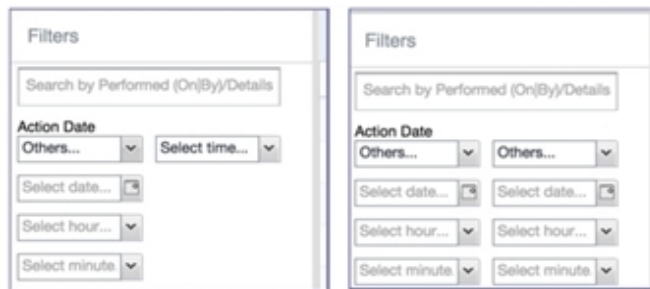 Filters
Search by Performed (On|By)/Details
Action Date
Others... Select time...
Select date...
Select hour...
Select minute.
Filters
Search by Performed (On|By)/Details
Action Date
Others... Others...
Select date... Select date...
Select hour... Select hour...
Select minute. Select minute.